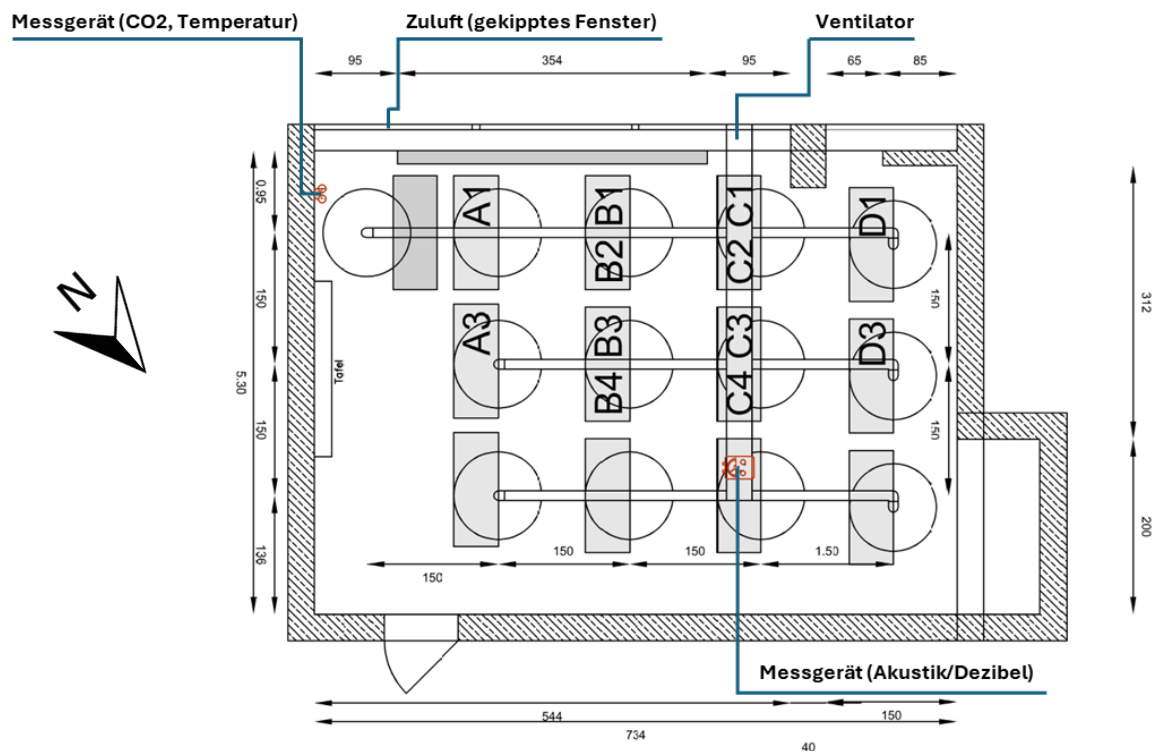 Messgerät (CO2, Temperatur)
Zuluft (gekipptes Fenster)
Ventilator
95
354
95
65
85
0.95
150
5.30
150
136
N
Tafel
A1
B2 B1
C2 C1
D1
A3
B4 B3
C4 C3
D3
150
150
312
200
150
150
150
1.50
Messgerät (Akustik/Dezibel)
544
150
734
40